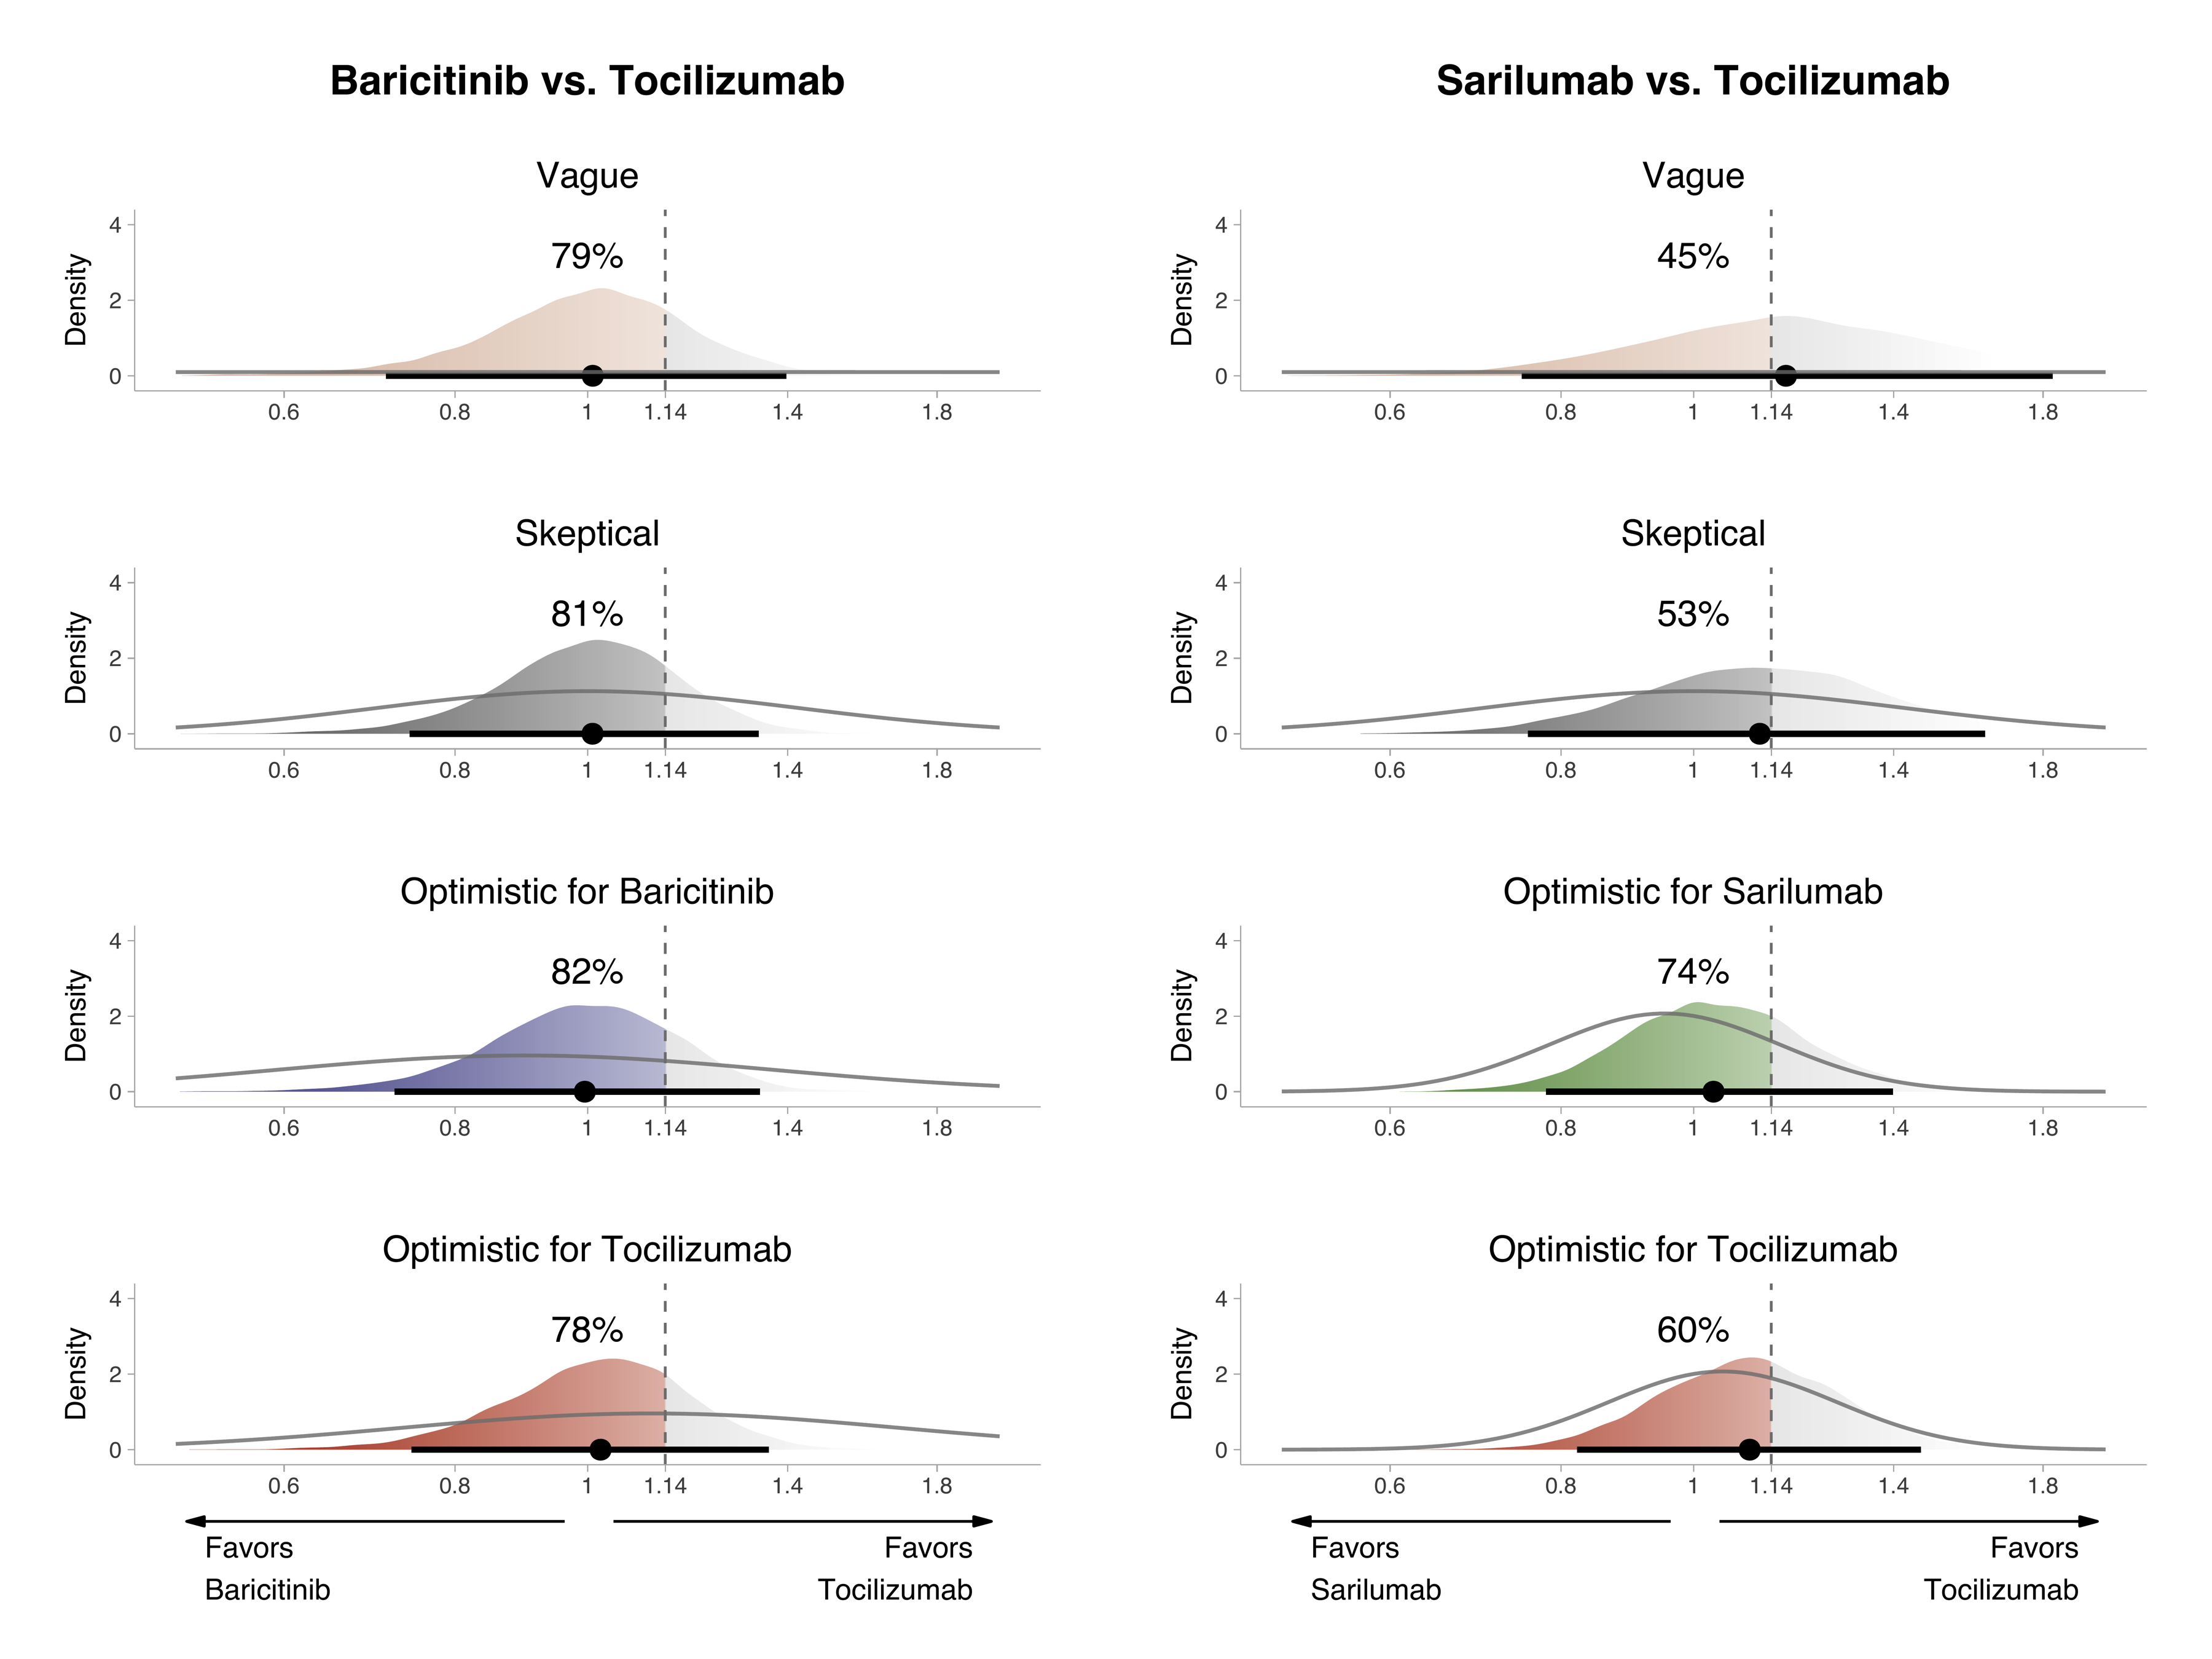 Baricitinib vs. Tocilizumab
Vague
79%
Density
4
2
0
0.6 0.8 1 1.14 1.4 1.8
Skeptical
81%
Density
4
2
0
0.6 0.8 1 1.14 1.4 1.8
Optimistic for Baricitinib
82%
Density
4
2
0
0.6 0.8 1 1.14 1.4 1.8
Optimistic for Tocilizumab
78%
Density
4
2
0
0.6 0.8 1 1.14 1.4 1.8
Favors
Baricitinib
Favors
Tocilizumab
Sarilumab vs. Tocilizumab
Vague
45%
Density
4
2
0
0.6 0.8 1 1.14 1.4 1.8
Skeptical
53%
Density
4
2
0
0.6 0.8 1 1.14 1.4 1.8
Optimistic for Sarilumab
74%
Density
4
2
0
0.6 0.8 1 1.14 1.4 1.8
Optimistic for Tocilizumab
60%
Density
4
2
0
0.6 0.8 1 1.14 1.4 1.8
Favors
Sarilumab
Favors
Tocilizumab